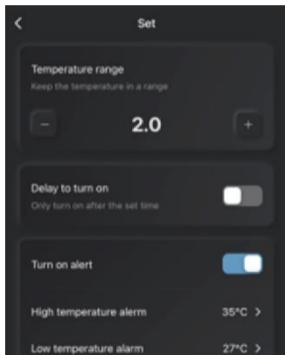 Set
Temperature range
Keep the temperature in a range
2.0
Delay to turn on
Only turn on after the set time
Turn on alert
High temperature alerm 35°C
Low temperature alarm 27°C